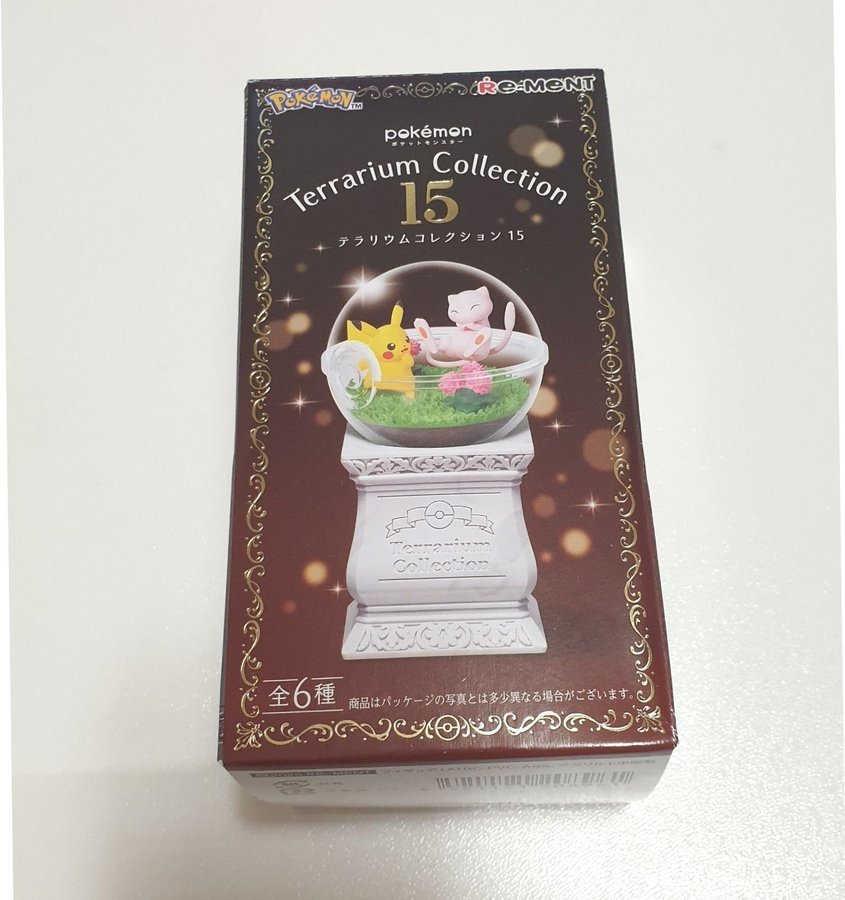 POKéMON™
Re-MeNT
pokémon
ポケットモンスター
Terrarium Collection
15
テラリウムコレクション 15
Terrarium
Collection
全6種
商品はパッケージの写真とは多少異なる場合がございます。